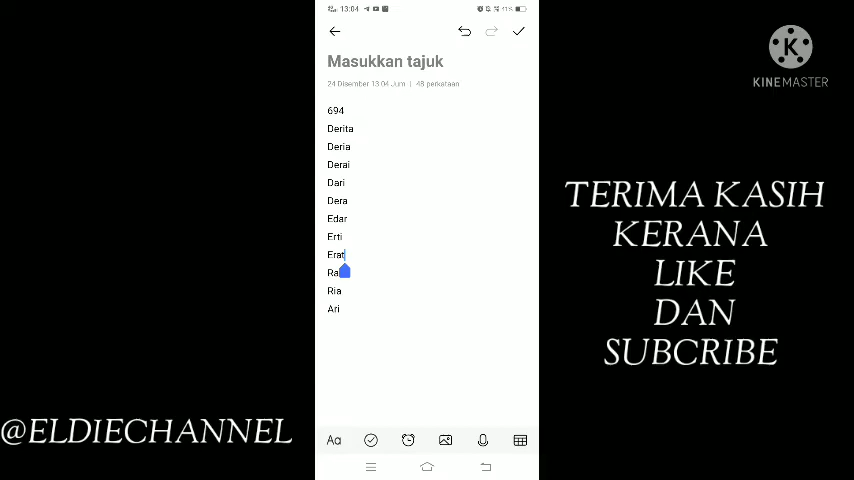 13:04
41%
Masukkan tajuk
24 Disember 13:04 Jum | 48 perkataan
694
Derita
Deria
Derai
Dari
Dera
Edar
Erti
Erat
Ria
Ari
Aa
@ELDIECHANNEL
K
KINEMASTER
TERIMA KASIH
KERANA
LIKE
DAN
SUBCRIBE